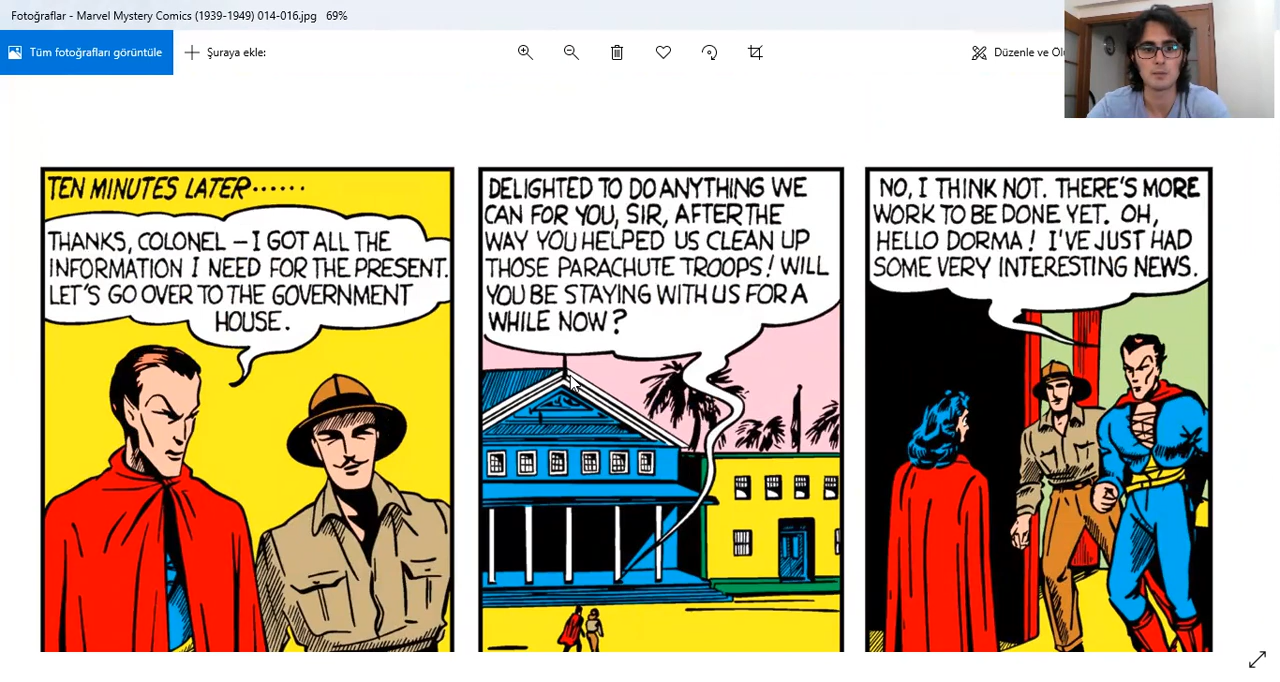 Fotoğraflar - Marvel Mystery Comics (1939-1949) 014-016.jpg 69%
Tüm fotoğrafları görüntüle
Şuraya ekle:
Düzenle ve Ol
TEN MINUTES LATER......
THANKS, COLONEL — I GOT ALL THE
INFORMATION I NEED FOR THE PRESENT.
LET'S GO OVER TO THE GOVERNMENT
HOUSE.
DELIGHTED TO DO ANYTHING WE
CAN FOR YOU, SIR, AFTER THE
WAY YOU HELPED US CLEAN UP
THOSE PARACHUTE TROOPS! WILL
YOU BE STAYING WITH US FOR A
WHILE NOW?
NO, I THINK NOT. THERE'S MORE
WORK TO BE DONE YET. OH,
HELLO DORMA! I'VE JUST HAD
SOME VERY INTERESTING NEWS.